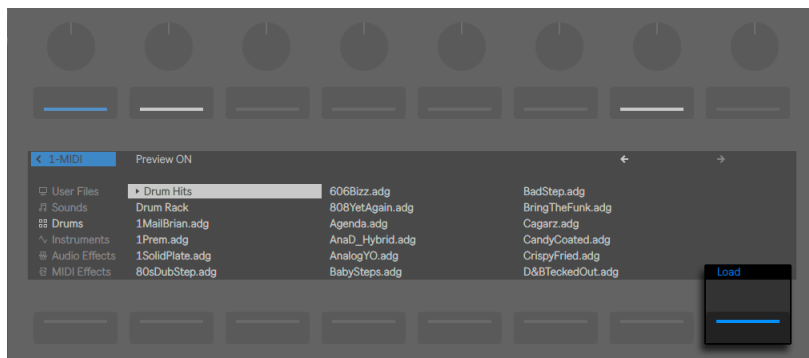 < 1-MIDI Preview ON ← →
User Files ▸ Drum Hits 606Bizz.adg BadStep.adg
Sounds Drum Rack 808YetAgain.adg BringTheFunk.adg
Drums 1MailBrian.adg Agenda.adg Cagarz.adg
Instruments 1Prem.adg AnaD_Hybrid.adg CandyCoated.adg
Audio Effects 1SolidPlate.adg AnalogYO.adg CrispyFried.adg
MIDI Effects 80sDubStep.adg BabySteps.adg D&BTeckedOut.adg Load